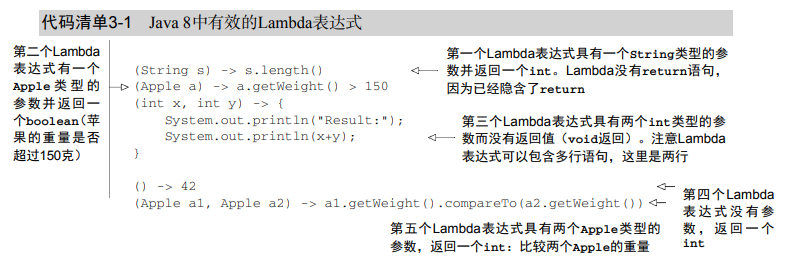 代码清单3-1 Java 8中有效的Lambda表达式
第二个Lambda
表达式有一个
Apple类型的
参数并返回一
个boolean(苹
果的重量是否
超过150克)
(String s) -> s.length()
(Apple a) -> a.getWeight() > 150
(int x, int y) -> {
    System.out.println("Result:");
    System.out.println(x+y);
}
() -> 42
(Apple a1, Apple a2) -> a1.getWeight().compareTo(a2.getWeight())
第一个Lambda表达式具有一个String类型的参
数并返回一个int。Lambda没有return语句，
因为已经隐含了return
第三个Lambda表达式具有两个int类型的参
数而没有返回值（void返回）。注意Lambda
表达式可以包含多行语句，这里是两行
第四个Lambda
表达式没有参
数，返回一个
int
第五个Lambda表达式具有两个Apple类型的
参数，返回一个int：比较两个Apple的重量